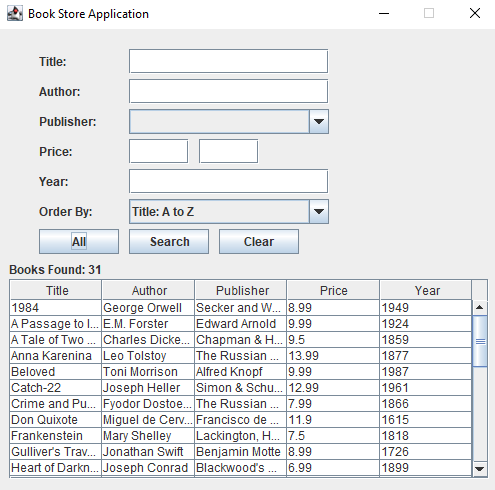 Book Store Application
Title:
Author:
Publisher:
Price:
Year:
Order By: Title: A to Z
All Search Clear
Books Found: 31
Title Author Publisher Price Year
1984 George Orwell Secker and W... 8.99 1949
A Passage to I... E.M. Forster Edward Arnold 9.99 1924
A Tale of Two ... Charles Dicke... Chapman & H... 9.5 1859
Anna Karenina Leo Tolstoy The Russian ... 13.99 1877
Beloved Toni Morrison Alfred Knopf 9.99 1987
Catch-22 Joseph Heller Simon & Schu... 12.99 1961
Crime and Pu... Fyodor Dostoe... The Russian ... 7.99 1866
Don Quixote Miguel de Cerv... Francisco de ... 11.9 1615
Frankenstein Mary Shelley Lackington, H... 7.5 1818
Gulliver's Trav... Jonathan Swift Benjamin Motte 8.99 1726
Heart of Darkn... Joseph Conrad Blackwood's ... 6.99 1899